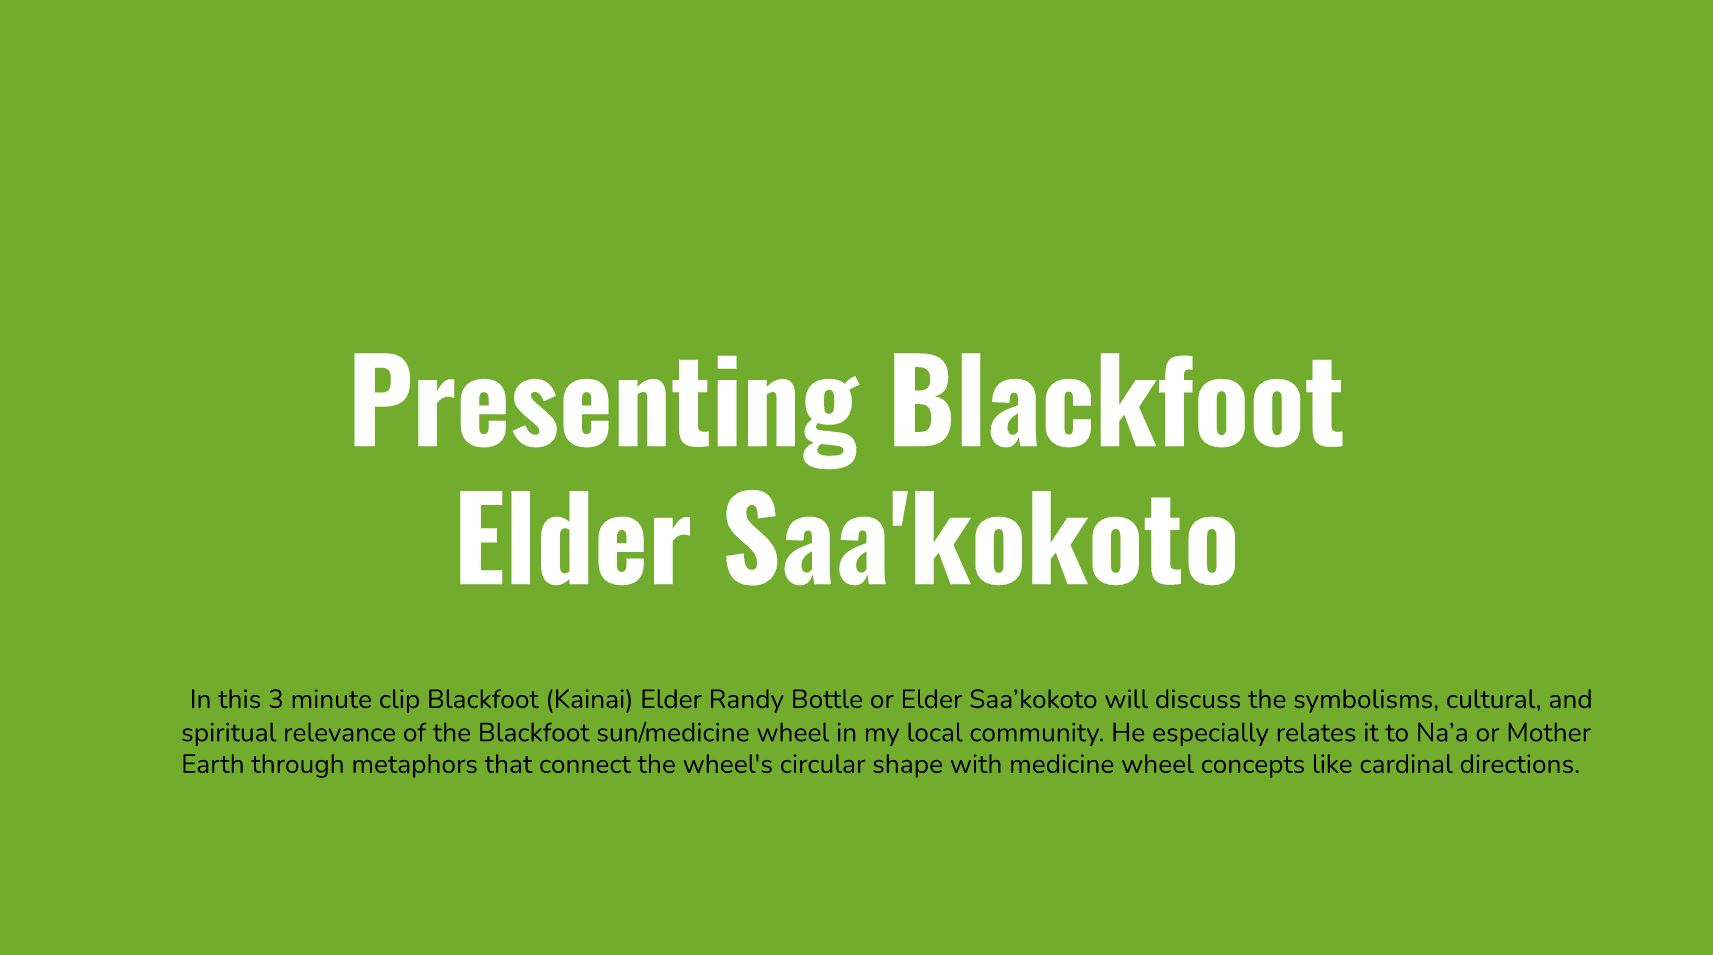 Presenting Blackfoot
Elder Saa'kokoto
In this 3 minute clip Blackfoot (Kainai) Elder Randy Bottle or Elder Saa’kokoto will discuss the symbolisms, cultural, and
spiritual relevance of the Blackfoot sun/medicine wheel in my local community. He especially relates it to Na’a or Mother
Earth through metaphors that connect the wheel's circular shape with medicine wheel concepts like cardinal directions.